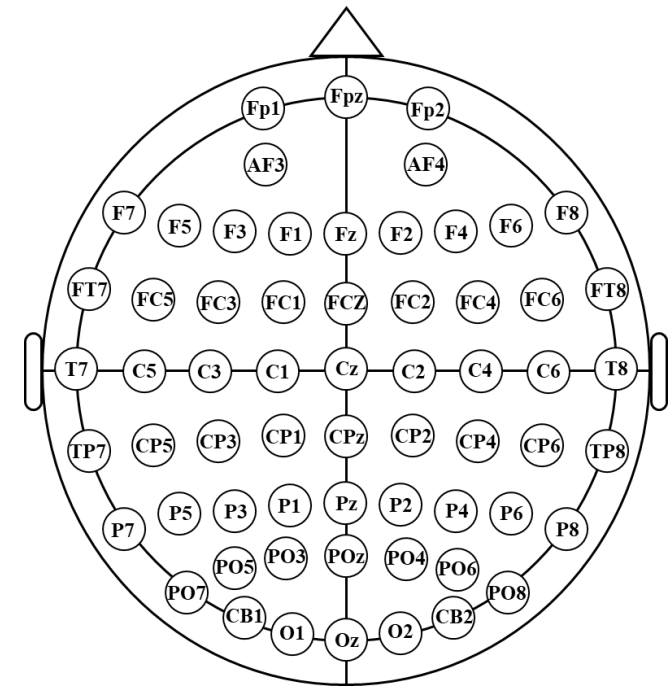 Fp1 Fpz Fp2
AF3 AF4
F7 F5 F3 F1 Fz F2 F4 F6 F8
FT7 FC5 FC3 FC1 FCZ FC2 FC4 FC6 FT8
T7 C5 C3 C1 Cz C2 C4 C6 T8
TP7 CP5 CP3 CP1 CPz CP2 CP4 CP6 TP8
P7 P5 P3 P1 Pz P2 P4 P6 P8
PO7 PO5 PO3 POz PO4 PO6 PO8
CB1 O1 Oz O2 CB2